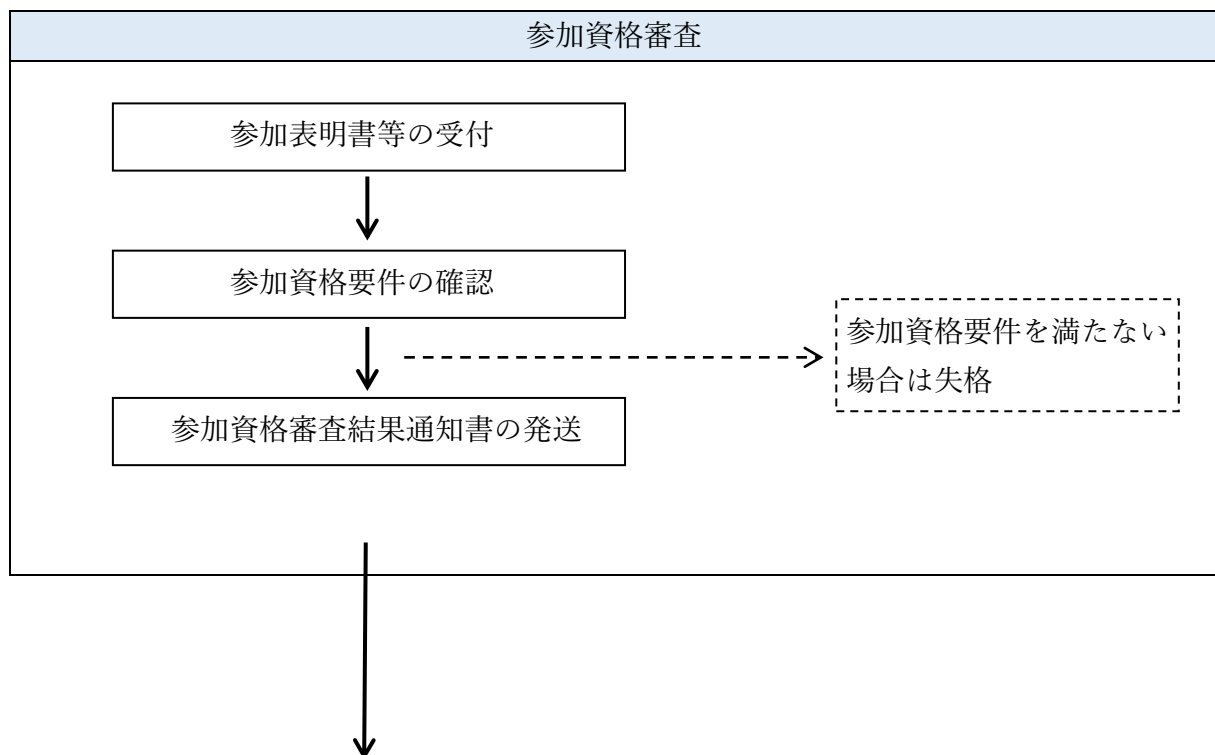 参加資格審査
参加表明書等の受付
参加資格要件の確認
参加資格要件を満たない
場合は失格
参加資格審査結果通知書の発送